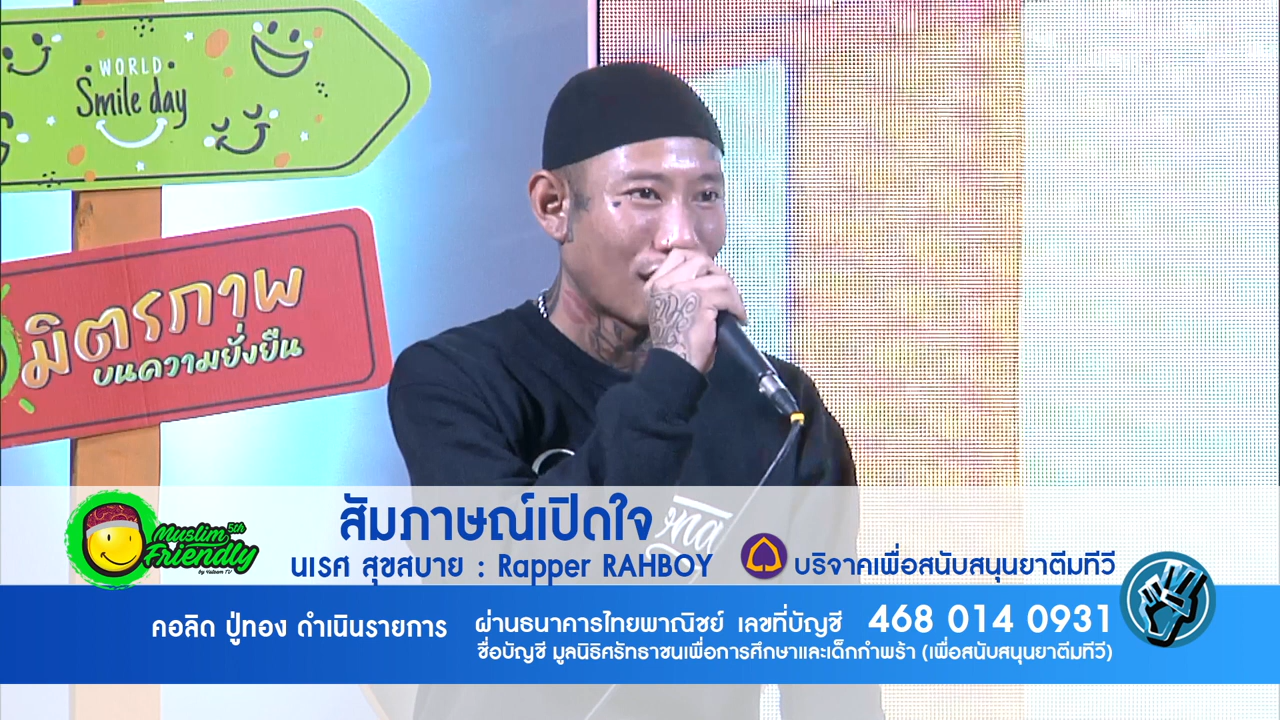 WORLD
Smile day
มิตรภาพ
บนความยั่งยืน
สัมภาษณ์เปิดใจ
นเรศ สุขสบาย : Rapper RAHBOY
Muslim 5th
Friendly
by Yateem TV
บริจาคเพื่อสนับสนุนยาตีมทีวี
คอลิด ปู่ทอง ดำเนินรายการ
ผ่านธนาคารไทยพาณิชย์ เลขที่บัญชี 468 014 0931
ชื่อบัญชี มูลนิธิศรัทธาชนเพื่อการศึกษาและเด็กกำพร้า (เพื่อสนับสนุนยาตีมทีวี)